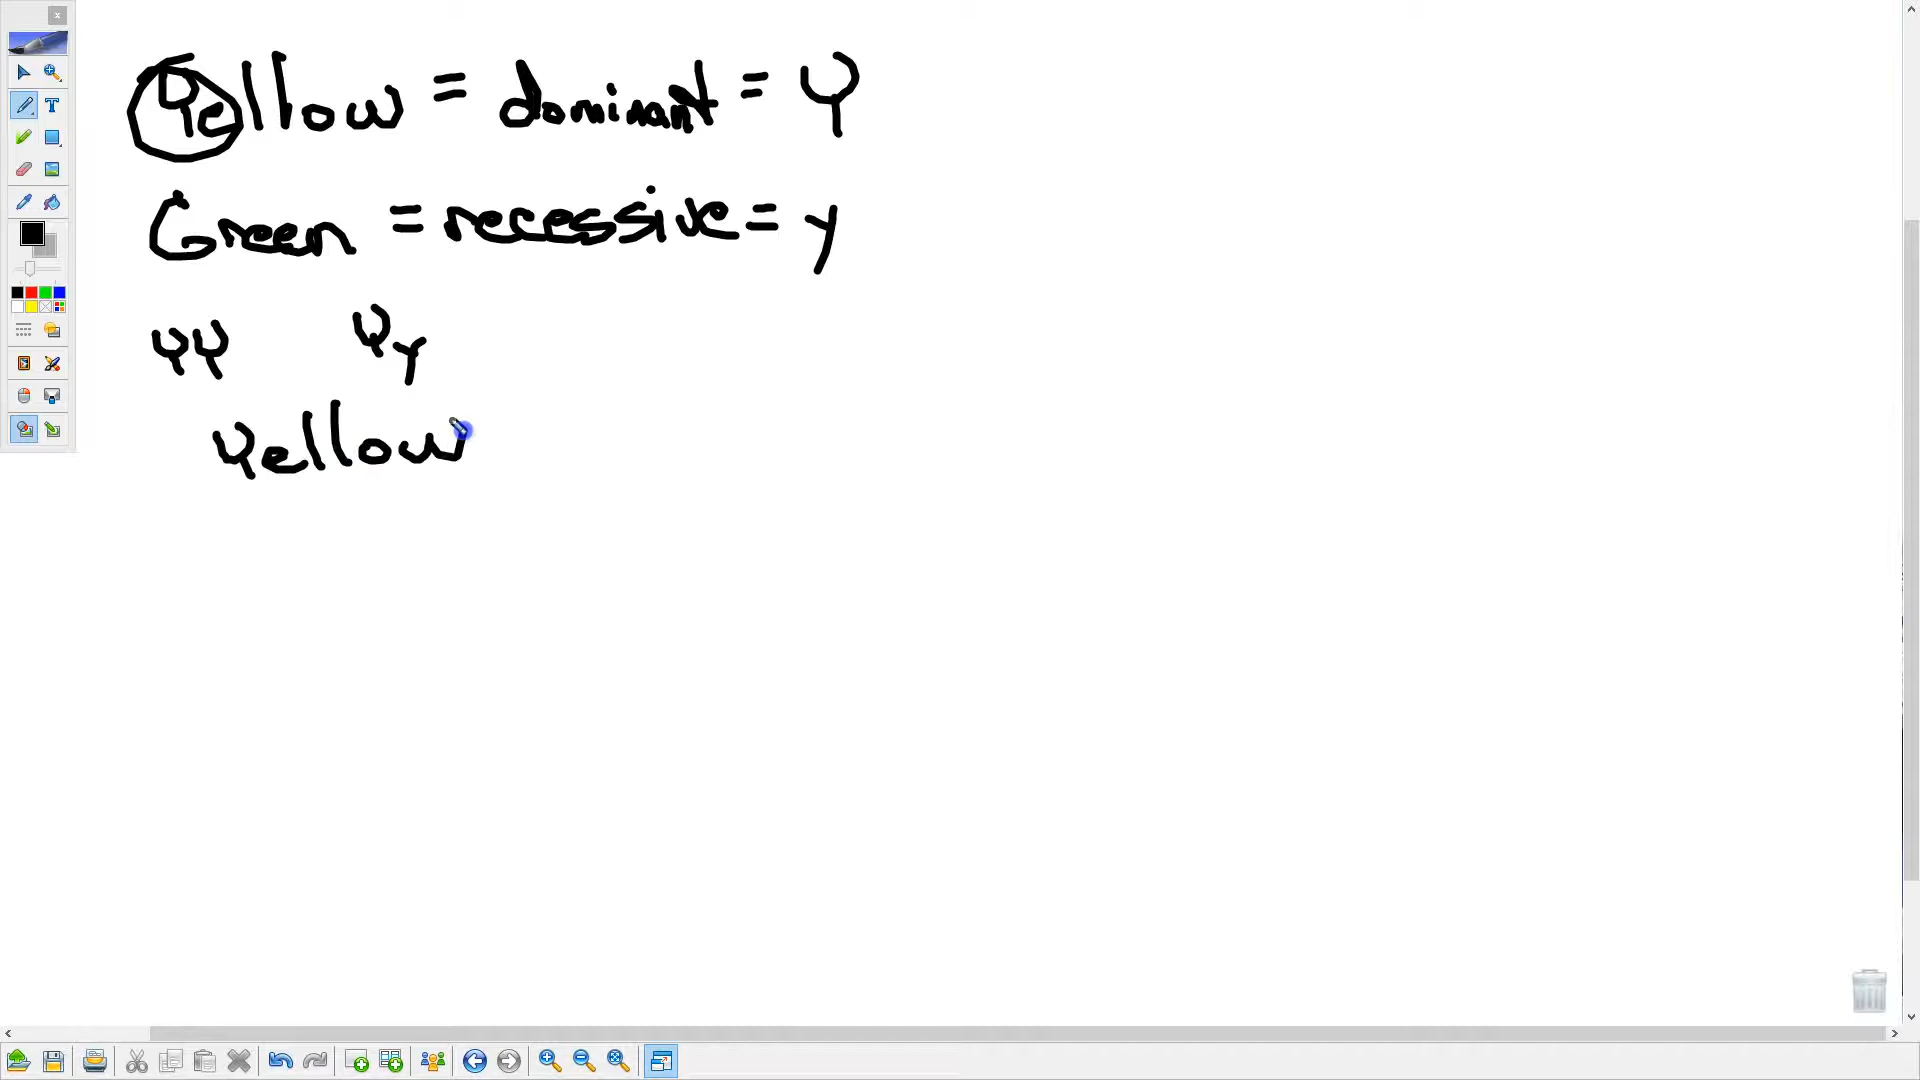 Yellow = dominant = Y
Green = recessive = y
YY Yy
Yellow